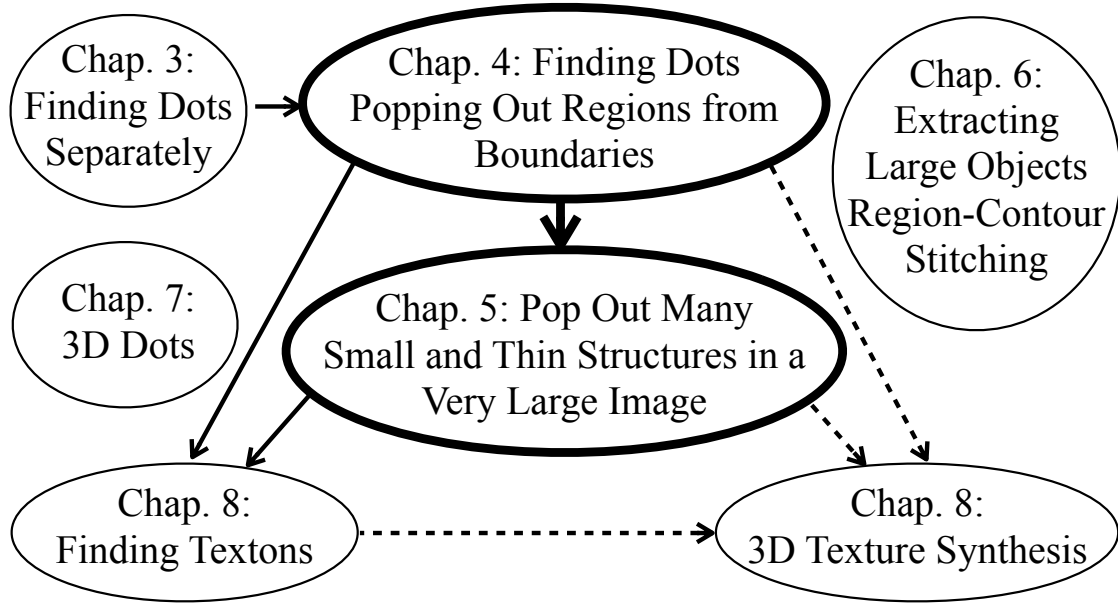 Chap. 3:
Finding Dots
Separately
Chap. 4: Finding Dots
Popping Out Regions from
Boundaries
Chap. 6:
Extracting
Large Objects
Region-Contour
Stitching
Chap. 7:
3D Dots
Chap. 5: Pop Out Many
Small and Thin Structures in a
Very Large Image
Chap. 8:
Finding Textons
Chap. 8:
3D Texture Synthesis